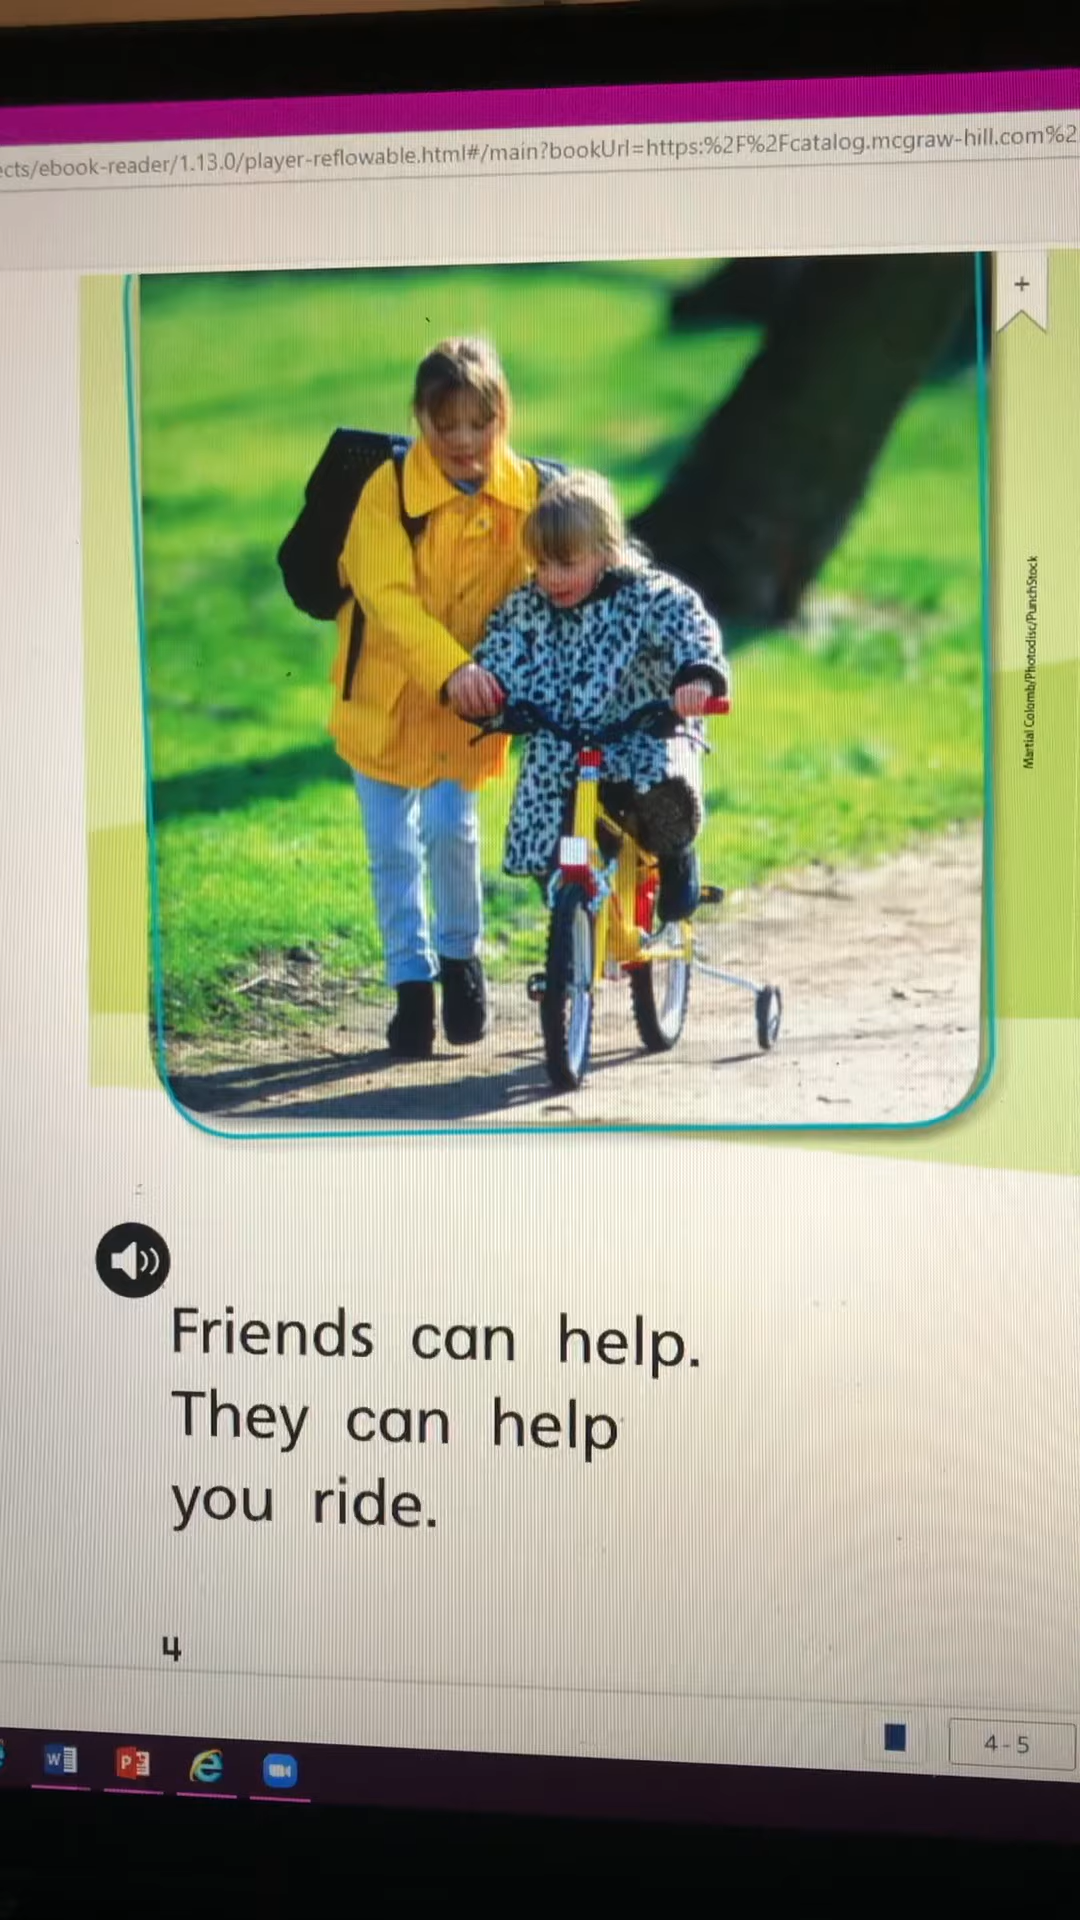 ects/ebook-reader/1.13.0/player-reflowable.html#/main?bookUrl=https:%2F%2Fcatalog.mcgraw-hill.com%2
+
Martial Colomb/Photodisc/PunchStock
Friends can help.
They can help
you ride.
4
4-5
W
P
e